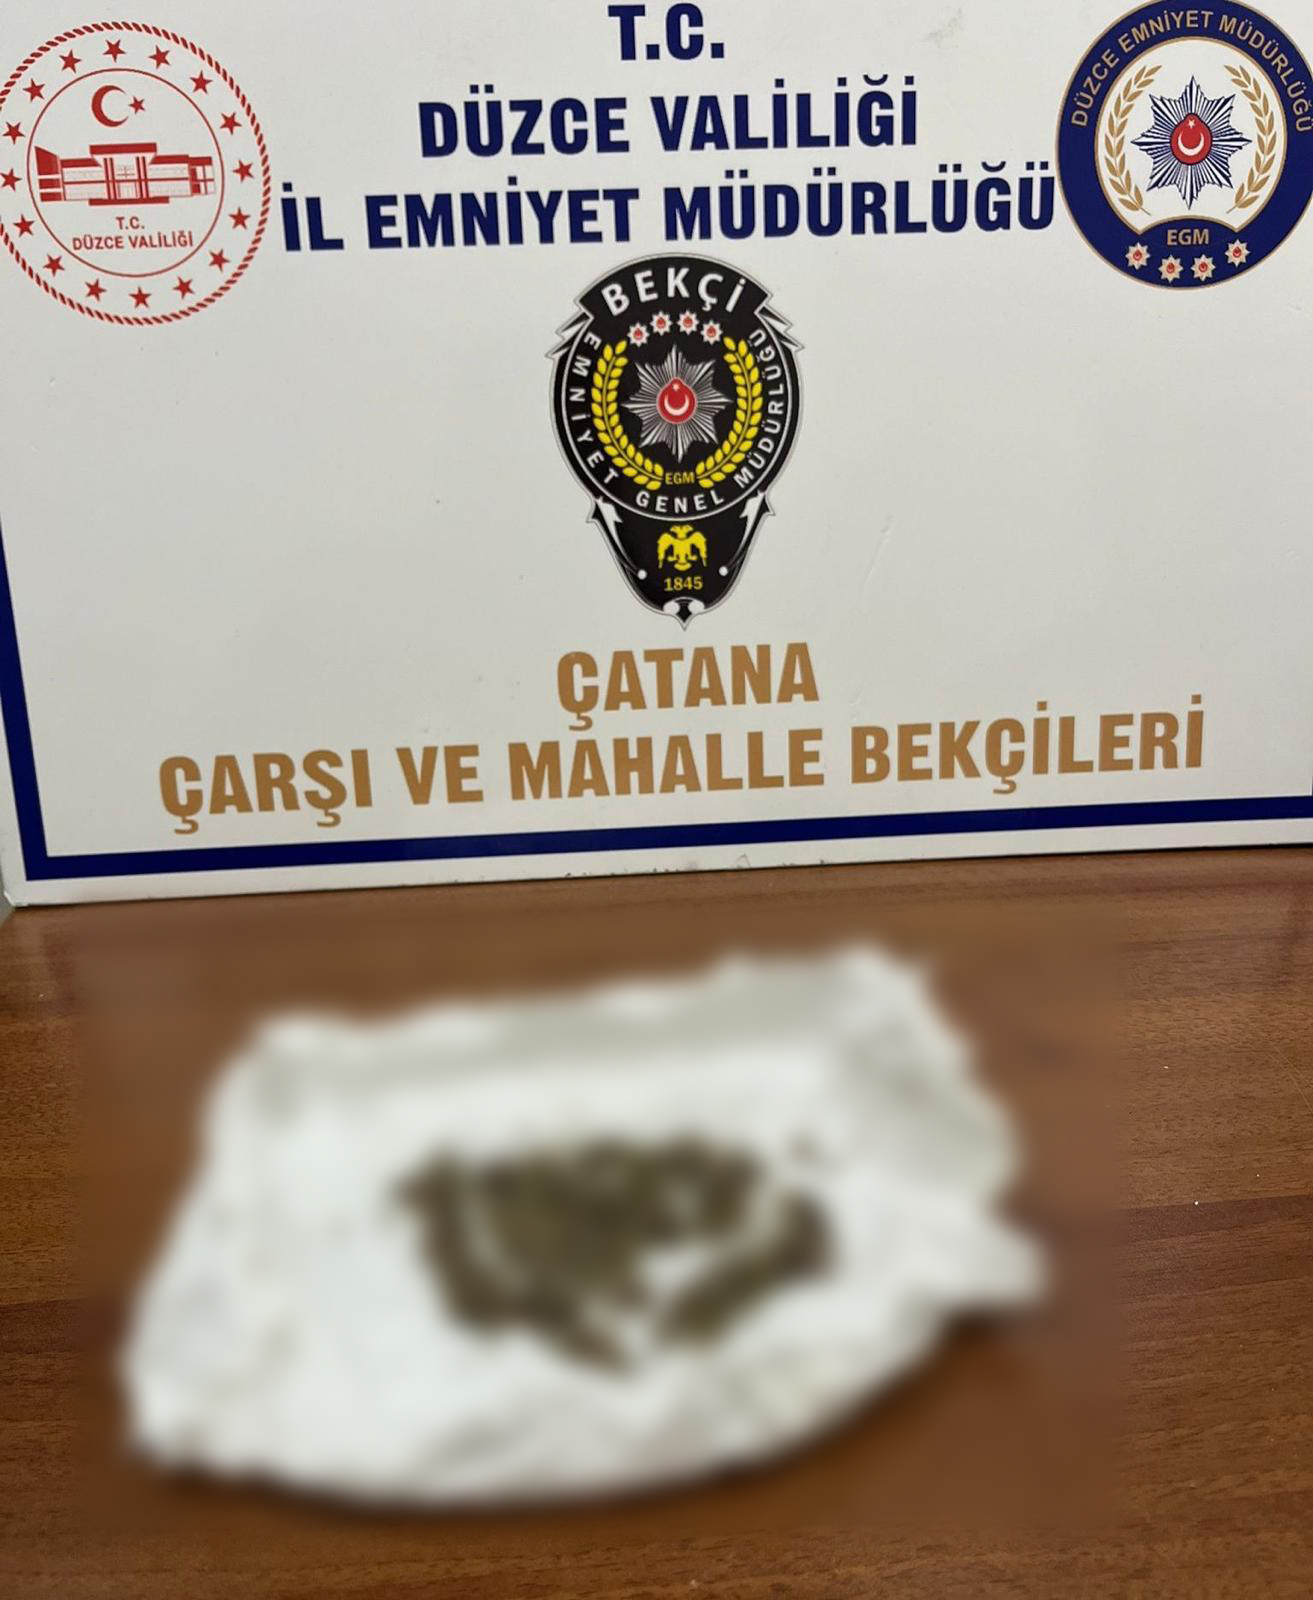 T.C.
DÜZCE VALİLİĞİ
İL EMNİYET MÜDÜRLÜĞÜ
T.C.
DÜZCE VALİLİĞİ
DÜZCE EMNİYET MÜDÜRLÜĞÜ
EGM
BEKÇİ
EMNİYET GENEL MÜDÜRLÜĞÜ
EGM
1845
ÇATANA
ÇARŞI VE MAHALLE BEKÇİLERİ